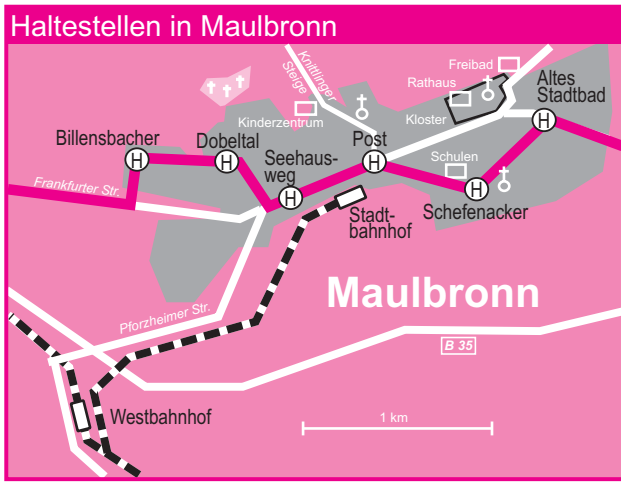 Haltestellen in Maulbronn
Knittlinger
Steige
Freibad
Rathaus
Altes
Stadtbad
Kinderzentrum
Kloster
Billensbacher
Dobeltal
Post
Seehaus-
weg
Schulen
H
H
H
H
H
H
Frankfurter Str.
Stadt-
bahnhof
Schefenacker
Maulbronn
Pforzheimer Str.
B 35
Westbahnhof
1 km